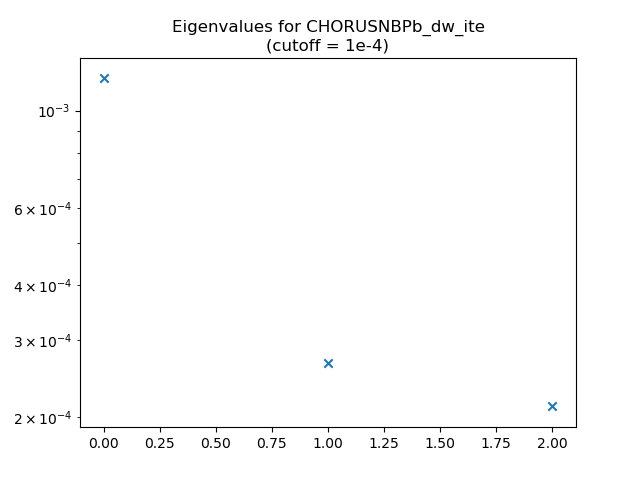 Eigenvalues for CHORUSNBPb_dw_ite
(cutoff = 1e-4)
10⁻³
6 × 10⁻⁴
4 × 10⁻⁴
3 × 10⁻⁴
2 × 10⁻⁴
0.00 0.25 0.50 0.75 1.00 1.25 1.50 1.75 2.00